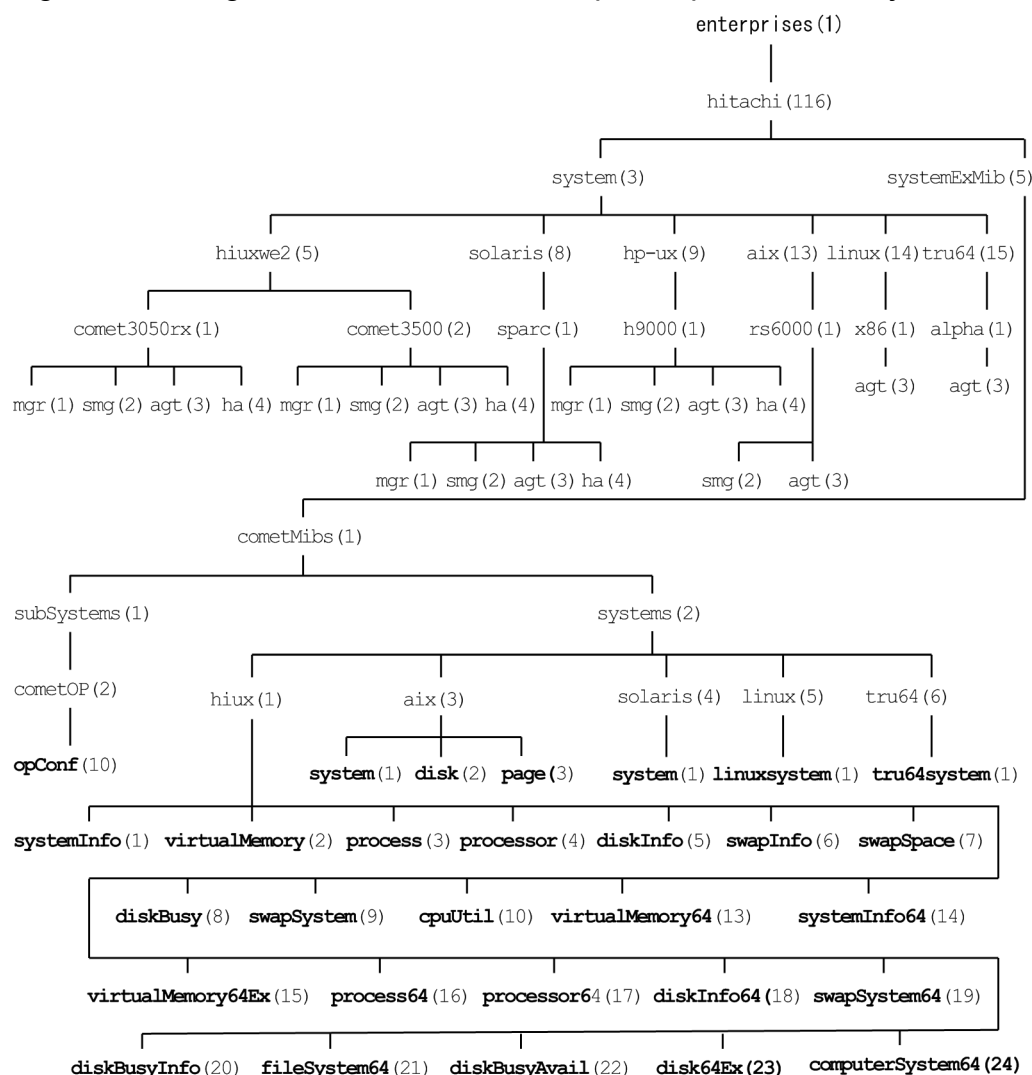 enterprises(1)
hitachi(116)
system(3) systemExMib(5)
hiuxwe2(5) solaris(8) hp-ux(9) aix(13) linux(14) tru64(15)
comet3050rx(1) comet3500(2) sparc(1) h9000(1) rs6000(1) x86(1) alpha(1)
agt(3) agt(3)
mgr(1) smg(2) agt(3) ha(4) mgr(1) smg(2) agt(3) ha(4) mgr(1) smg(2) agt(3) ha(4)
mgr(1) smg(2) agt(3) ha(4) smg(2) agt(3)
cometMibs(1)
subSystems(1) systems(2)
cometOP(2) hiux(1) aix(3) solaris(4) linux(5) tru64(6)
opConf(10) system(1) disk(2) page(3) system(1) linuxsystem(1) tru64system(1)
systemInfo(1) virtualMemory(2) process(3) processor(4) diskInfo(5) swapInfo(6) swapSpace(7)
diskBusy(8) swapSystem(9) cpuUtil(10) virtualMemory64(13) systemInfo64(14)
virtualMemory64Ex(15) process64(16) processor64(17) diskInfo64(18) swapSystem64(19)
diskBusyInfo(20) fileSystem64(21) diskBusyAvail(22) disk64Ex(23) computerSystem64(24)